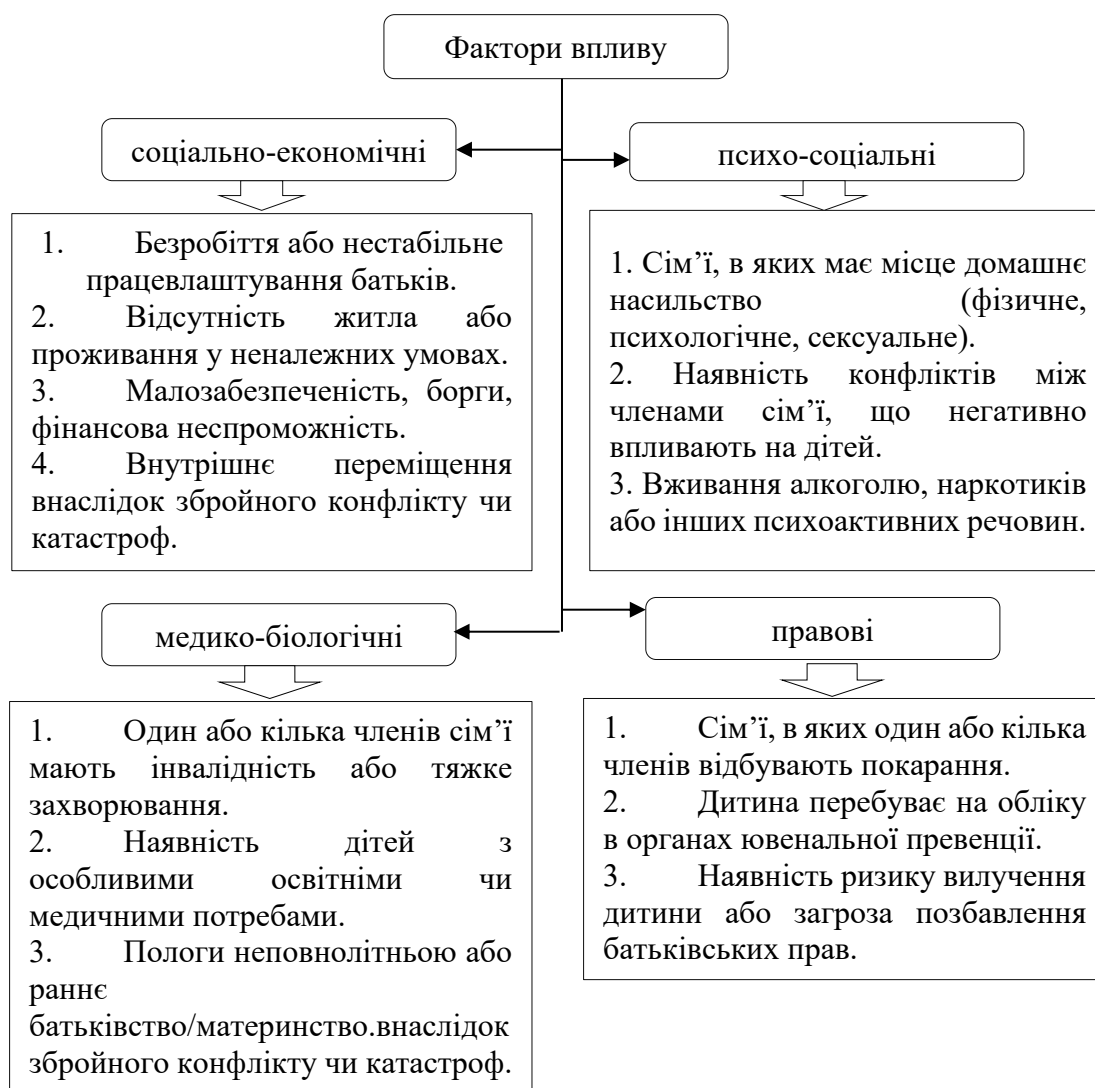 Фактори впливу
соціально-економічні
1. Безробіття або нестабільне
працевлаштування батьків.
2. Відсутність житла або
проживання у неналежних умовах.
3. Малозабезпеченість, борги,
фінансова неспроможність.
4. Внутрішнє переміщення
внаслідок збройного конфлікту чи
катастроф.
психо-соціальні
1. Сім’ї, в яких має місце домашнє
насильство (фізичне,
психологічне, сексуальне).
2. Наявність конфліктів між
членами сім’ї, що негативно
впливають на дітей.
3. Вживання алкоголю, наркотиків
або інших психоактивних речовин.
медико-біологічні
1. Один або кілька членів сім’ї
мають інвалідність або тяжке
захворювання.
2. Наявність дітей з
особливими освітніми чи
медичними потребами.
3. Пологи неповнолітньою або
раннє
батьківство/материнство.внаслідок
збройного конфлікту чи катастроф.
правові
1. Сім’ї, в яких один або кілька
членів відбувають покарання.
2. Дитина перебуває на обліку
в органах ювенальної превенції.
3. Наявність ризику вилучення
дитини або загроза позбавлення
батьківських прав.